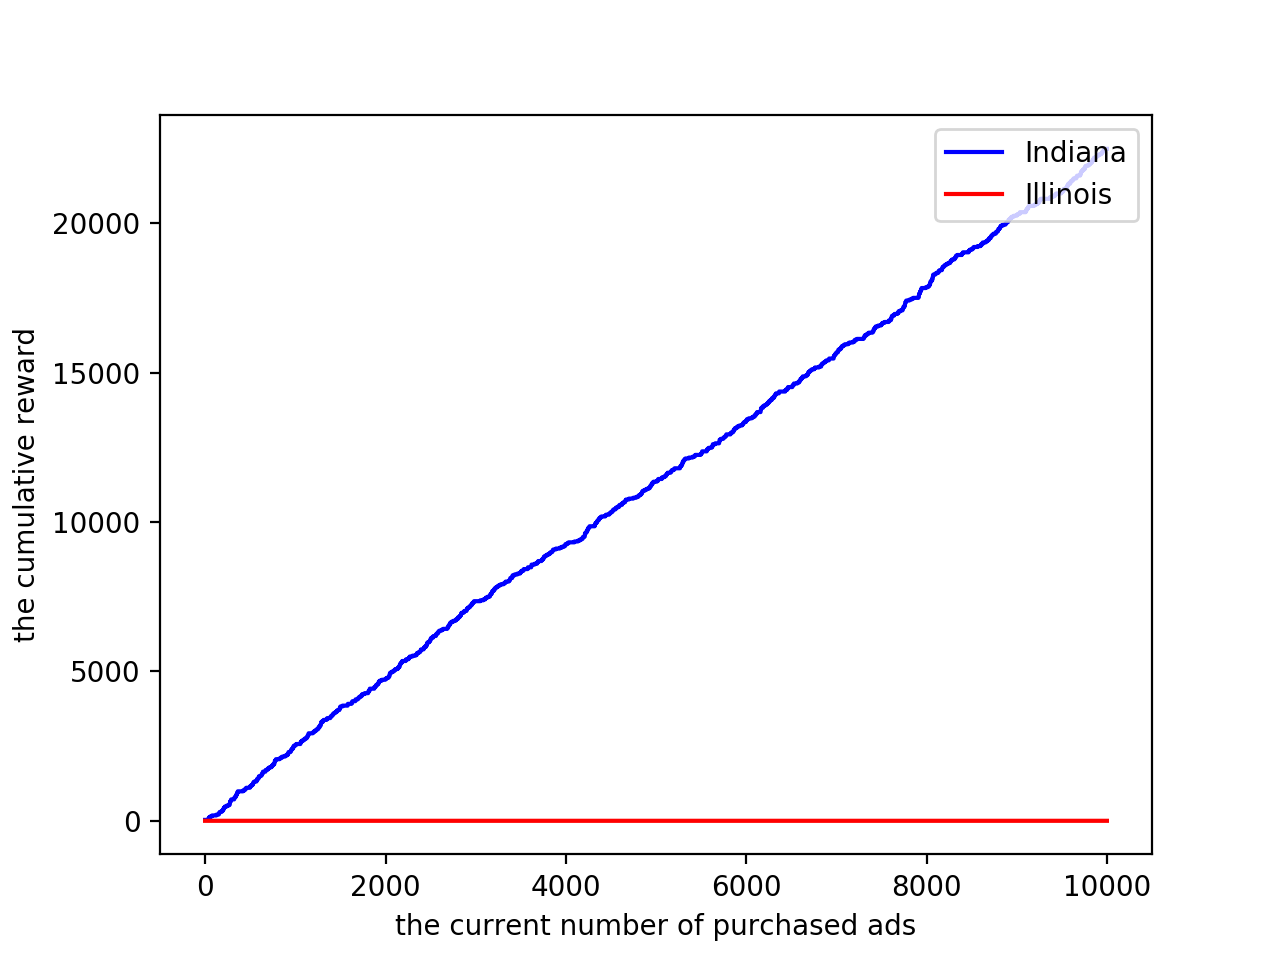 Indiana
Illinois
20000
15000
10000
5000
0
the cumulative reward
0 2000 4000 6000 8000 10000
the current number of purchased ads